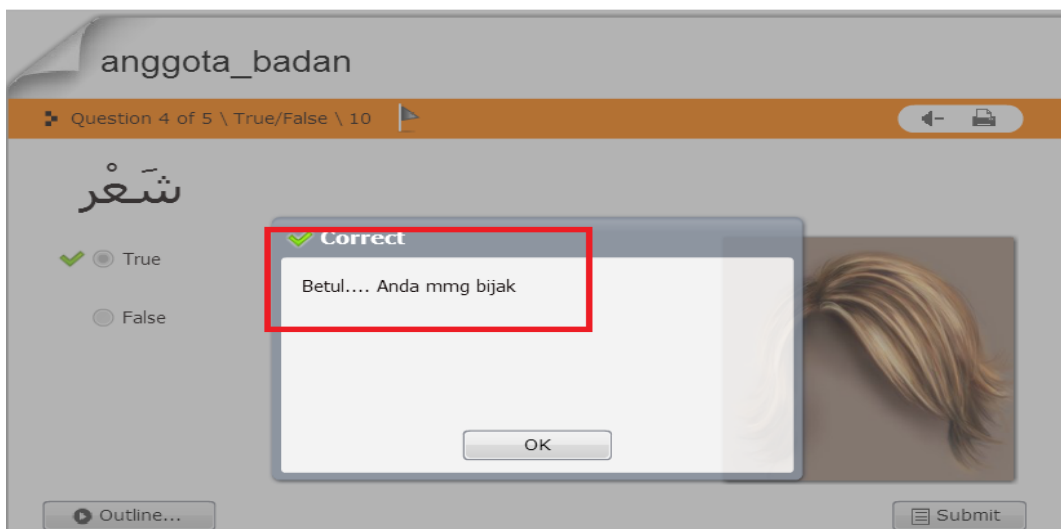 anggota_badan
Question 4 of 5 \ True/False \ 10
شَعْر
True
False
Correct
Betul.... Anda mmg bijak
OK
Outline...
Submit